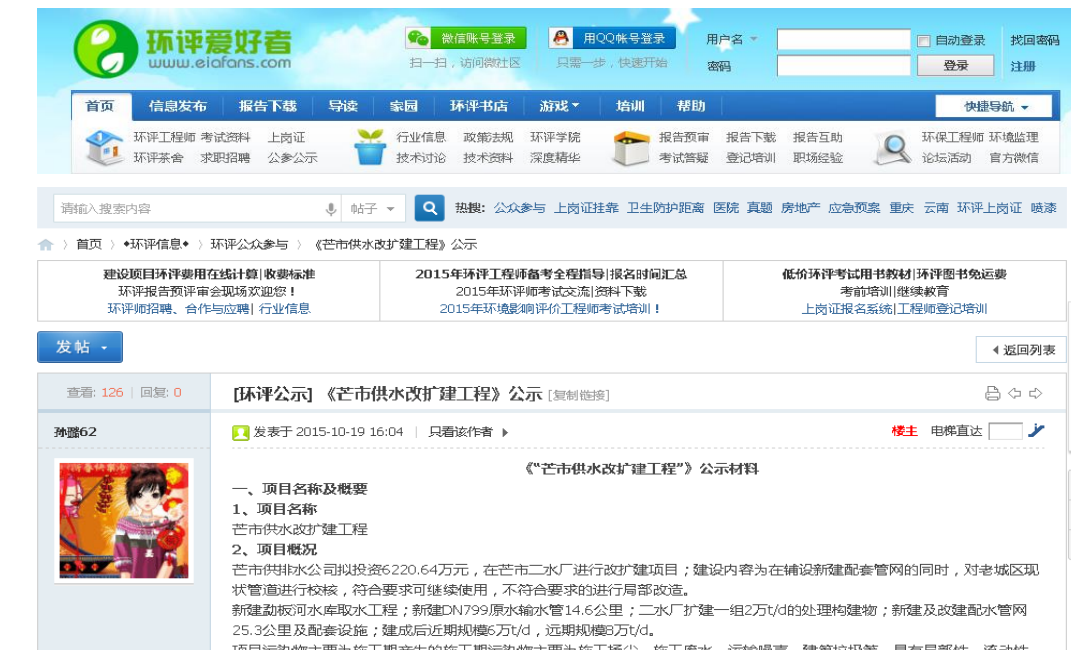 环评爱好者
www.eiafans.com
微信账号登录
扫一扫，访问微社区
用QQ帐号登录
只需一步，快速开始
用户名
自动登录
找回密码
密码
登录
注册
首页 信息发布 报告下载 导读 家园 环评书店 游戏 培训 帮助
快捷导航
环评工程师 考试资料 上岗证
环评茶舍 求职招聘 公参公示
行业信息 政策法规 环评学院
技术讨论 技术资料 深度精华
报告预审 报告下载 报告互助
考试答疑 登记培训 职场经验
环保工程师 环境监理
论坛活动 官方微信
请输入搜索内容 帖子
热搜: 公众参与 上岗证挂靠 卫生防护距离 医院 真题 房地产 应急预案 重庆 云南 环评上岗证 喷漆
首页 〉 •环评信息• 〉 环评公众参与 〉 《芒市供水改扩建工程》公示
建设项目环评费用在线计算|收费标准
环评报告预评审会现场欢迎您！
环评师招聘、合作与应聘| 行业信息
2015年环评工程师备考全程指导|报名时间汇总
2015年环评师考试交流|资料下载
2015年环境影响评价工程师考试培训！
低价环评考试用书教材|环评图书免运费
考前培训|继续教育
上岗证报名系统|工程师登记培训
发帖
返回列表
查看: 126 | 回复: 0
[环评公示] 《芒市供水改扩建工程》公示 [复制链接]
发表于 2015-10-19 16:04 | 只看该作者
楼主 电梯直达
《“芒市供水改扩建工程”》公示材料
一、项目名称及概要
1、项目名称
芒市供水改扩建工程
2、项目概况
芒市供排水公司拟投资6220.64万元，在芒市二水厂进行改扩建项目；建设内容为在铺设新建配套管网的同时，对老城区现
状管道进行校核，符合要求可继续使用，不符合要求的进行局部改造。
新建勐板河水库取水工程；新建DN799原水输水管14.6公里；二水厂扩建一组2万t/d的处理构建物；新建及改建配水管网
25.3公里及配套设施；建成后近期规模6万t/d，远期规模8万t/d。